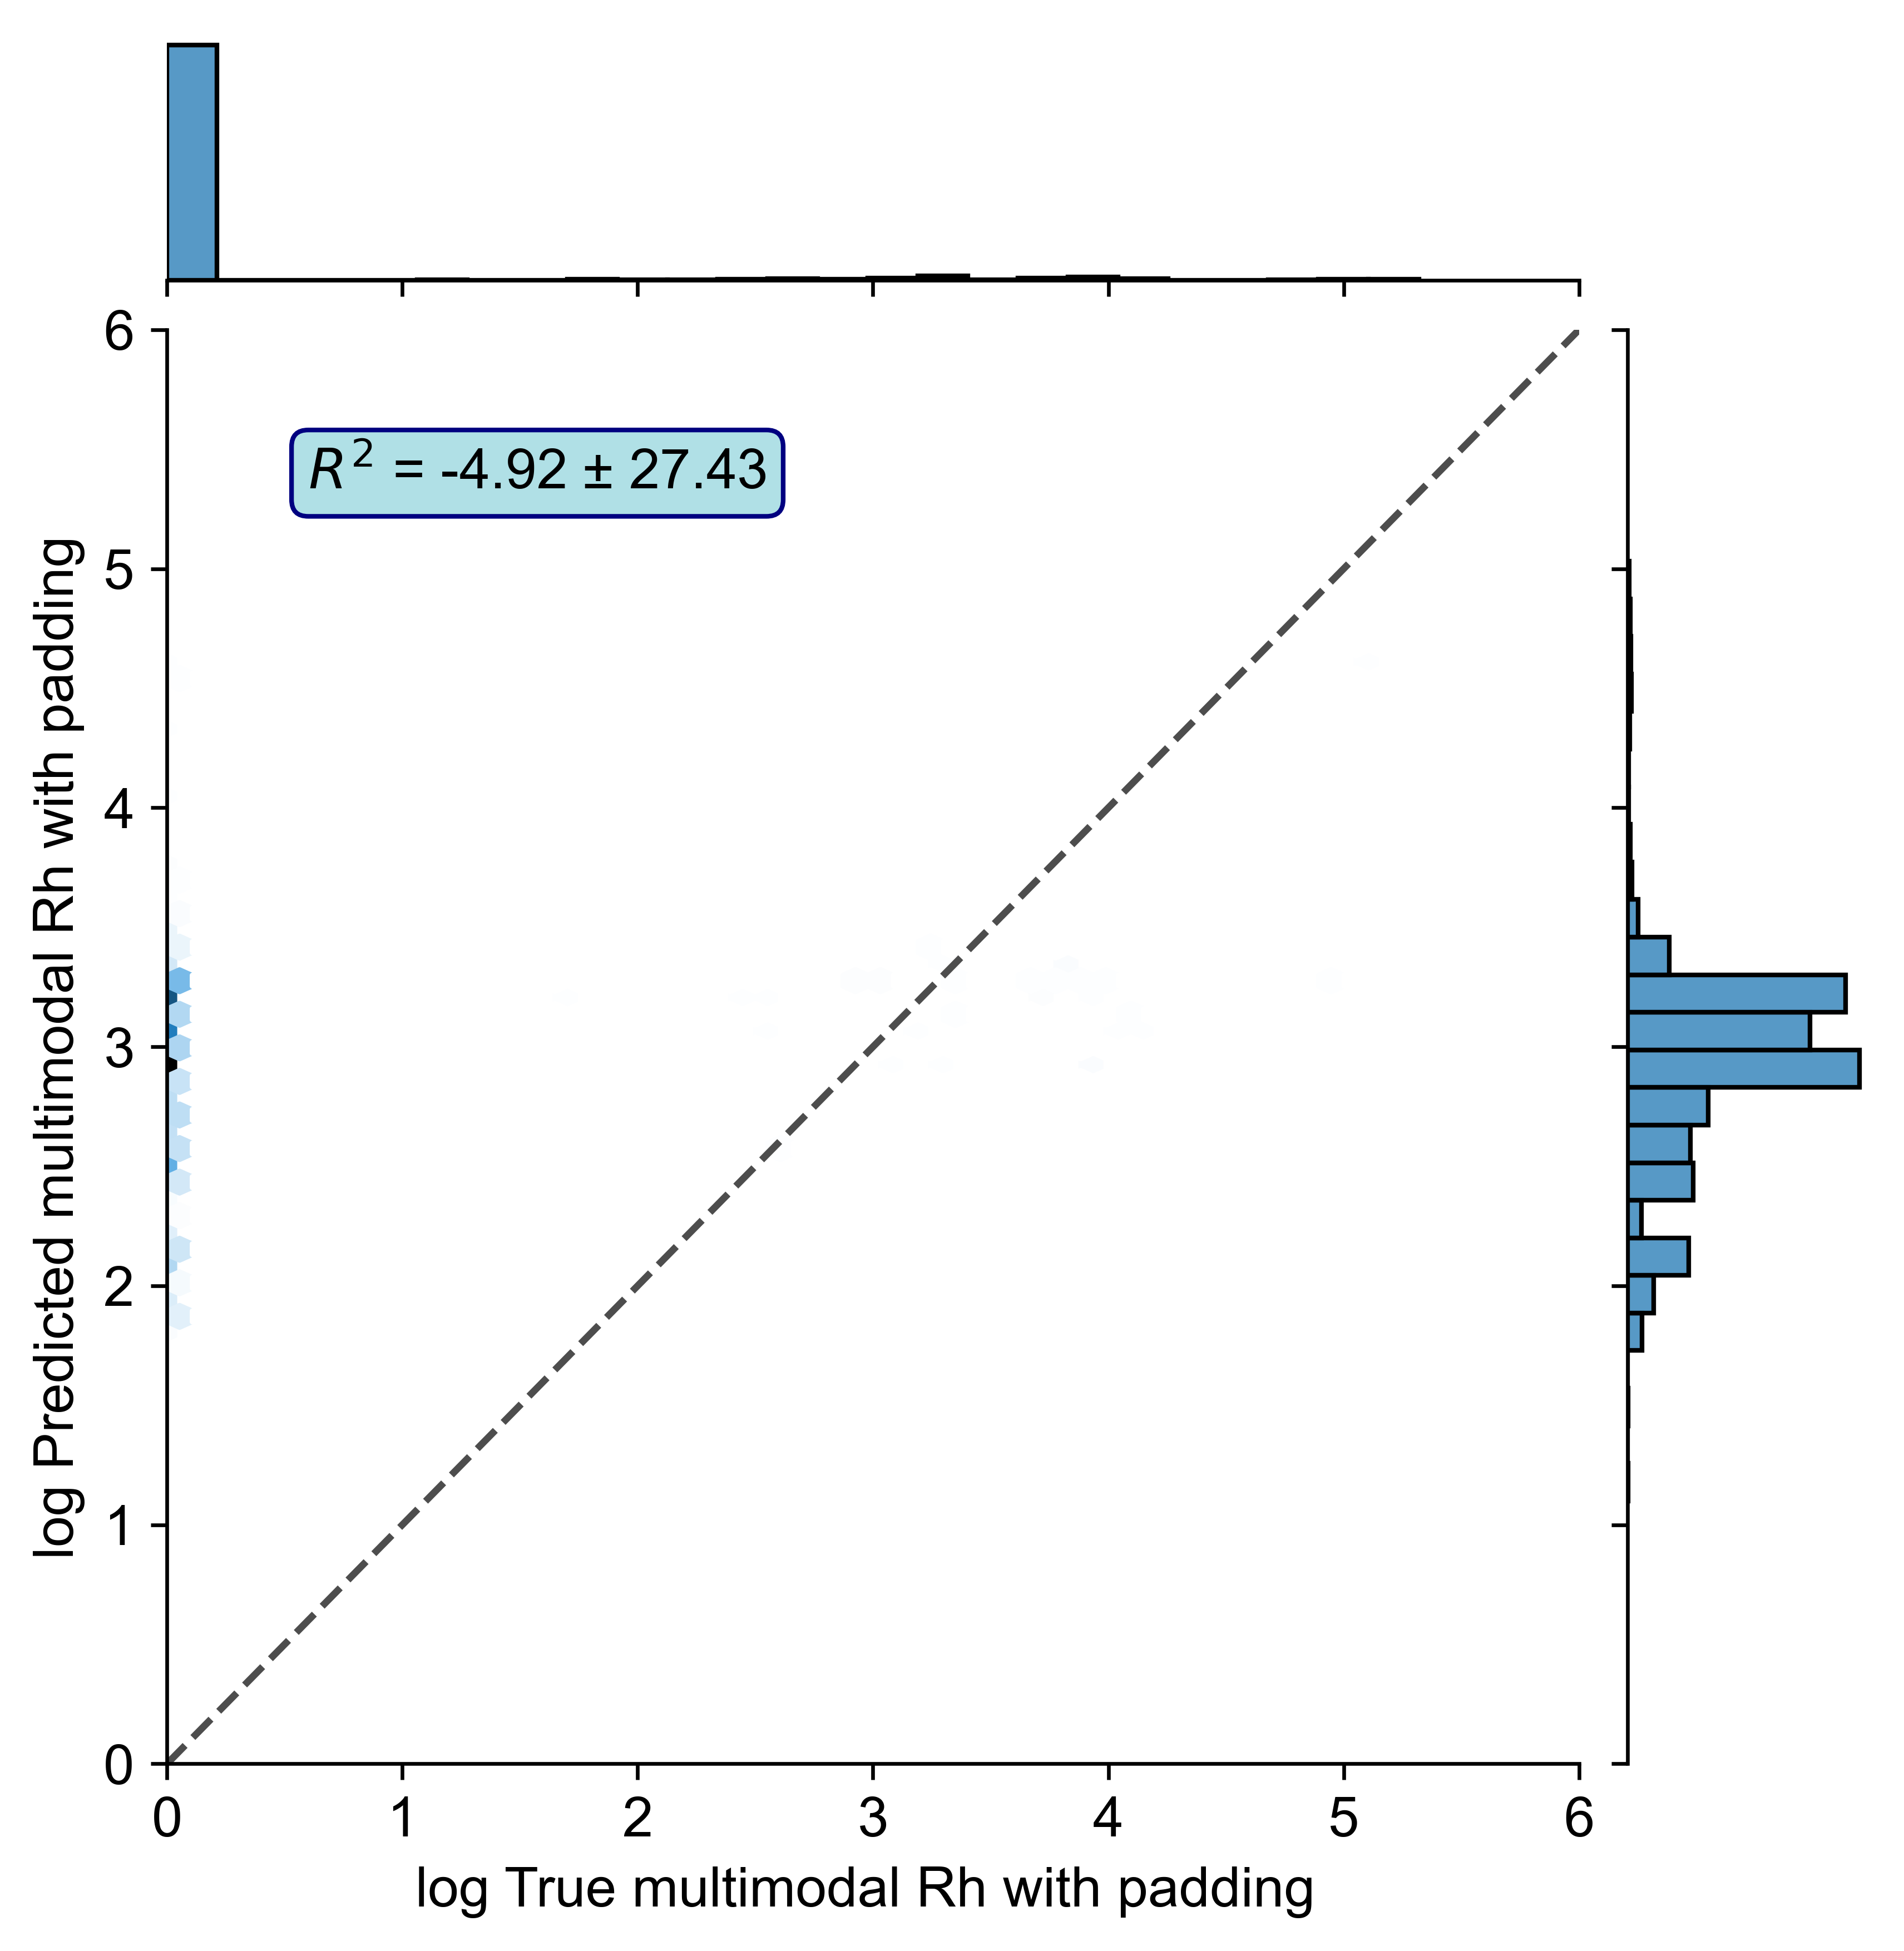 6
R² = -4.92 ± 27.43
5
4
3
2
1
0
log Predicted multimodal Rh with padding
0 1 2 3 4 5 6
log True multimodal Rh with padding